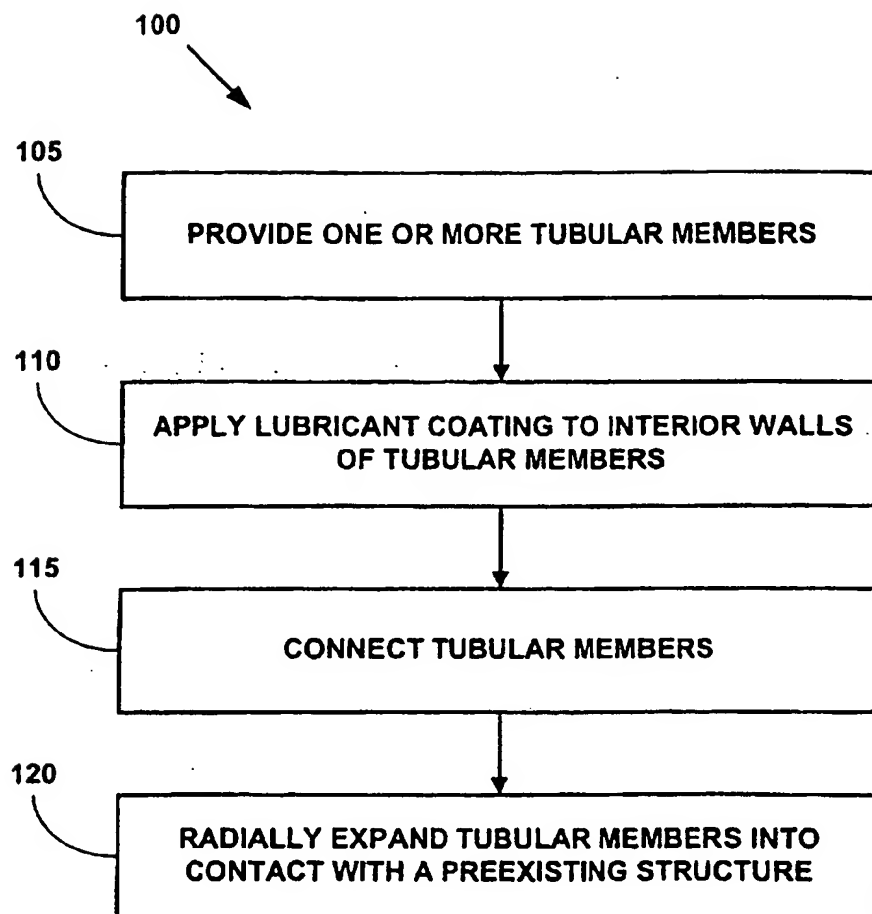 100
105
PROVIDE ONE OR MORE TUBULAR MEMBERS
110
APPLY LUBRICANT COATING TO INTERIOR WALLS
OF TUBULAR MEMBERS
115
CONNECT TUBULAR MEMBERS
120
RADIALLY EXPAND TUBULAR MEMBERS INTO
CONTACT WITH A PREEXISTING STRUCTURE